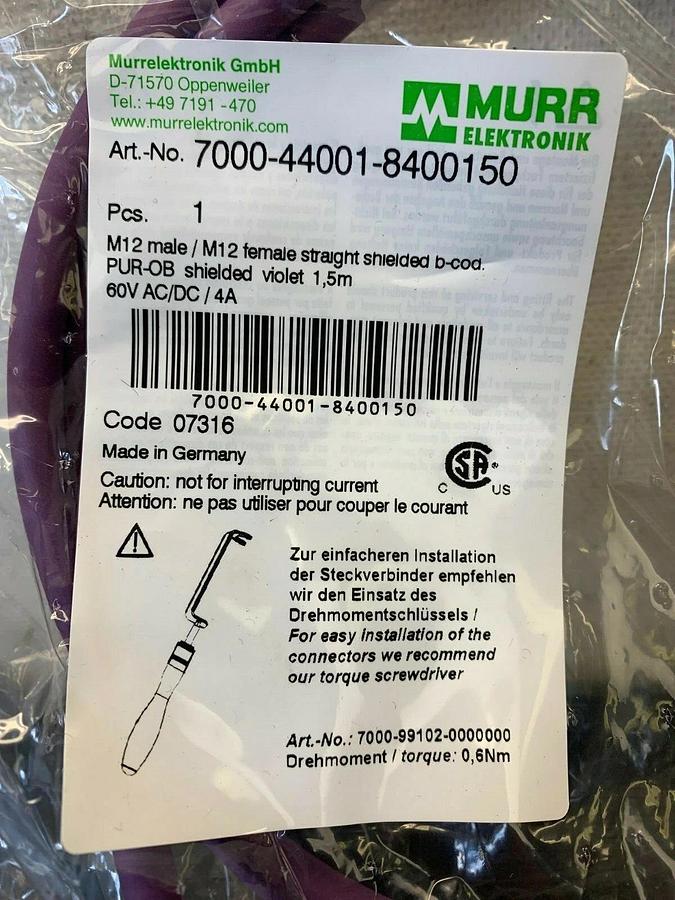 Murrelektronik GmbH
D-71570 Oppenweiler
Tel.: +49 7191 -470
www.murrelektronik.com
MURR
ELEKTRONIK
Art.-No. 7000-44001-8400150
Pcs. 1
M12 male / M12 female straight shielded b-cod.
PUR-OB shielded violet 1,5m
60V AC/DC / 4A
7000-44001-8400150
Code 07316
Made in Germany
Caution: not for interrupting current
Attention: ne pas utiliser pour couper le courant
C SA ® US
Zur einfacheren Installation
der Steckverbinder empfehlen
wir den Einsatz des
Drehmomentschlüssels /
For easy installation of the
connectors we recommend
our torque screwdriver
Art.-No.: 7000-99102-0000000
Drehmoment / torque: 0,6Nm